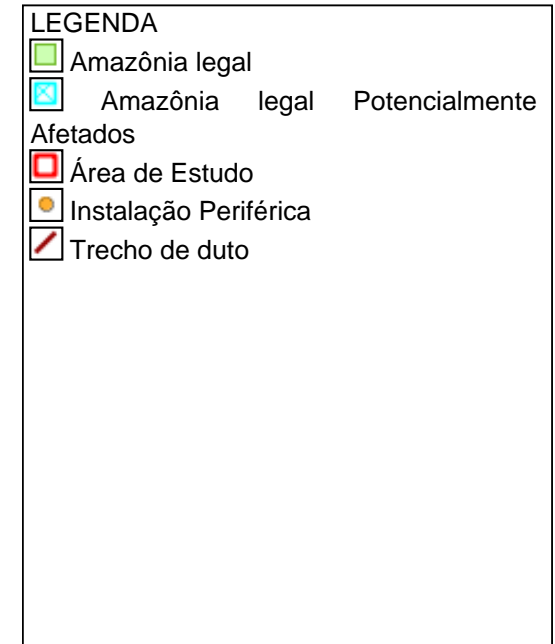 LEGENDA
Amazônia legal
Amazônia legal Potencialmente
Afetados
Área de Estudo
Instalação Periférica
Trecho de duto